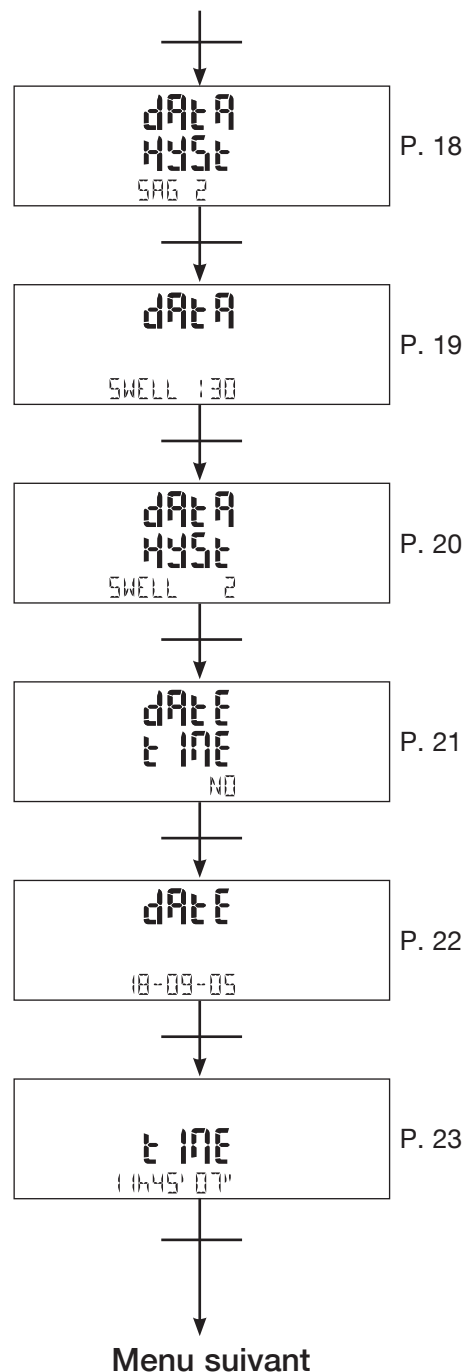 dAtA
HYSt
SAG 2
P. 18
dAtA
SWELL 130
P. 19
dAtA
HYSt
SWELL 2
P. 20
dAtE
tIME
NO
P. 21
dAtE
18-09-05
P. 22
tIME
11h45' 07"
P. 23
Menu suivant